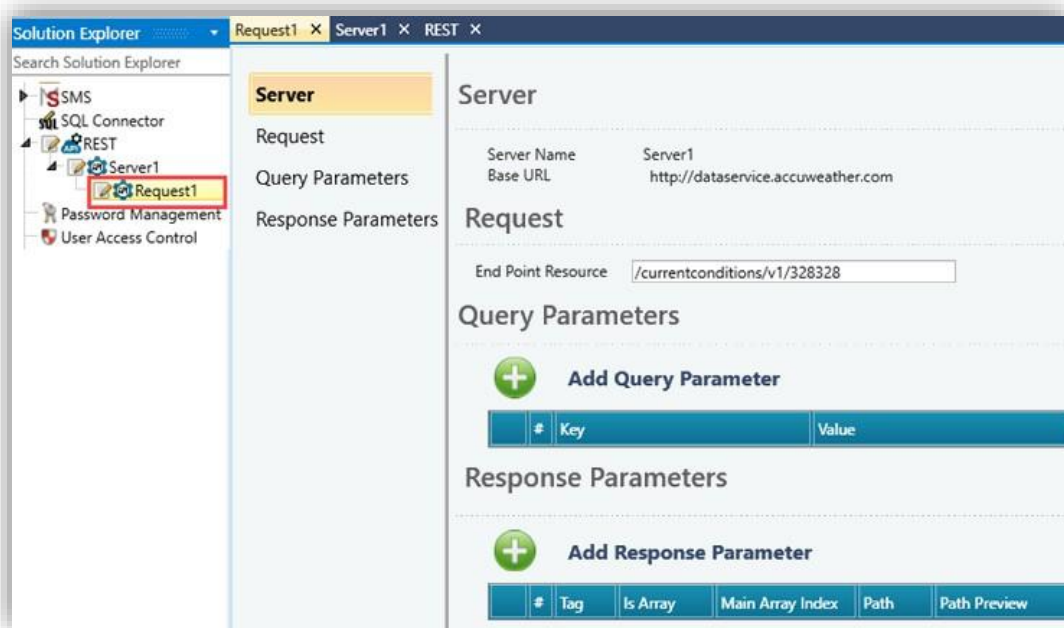 Solution Explorer
Search Solution Explorer
SMS
SQL Connector
REST
Server1
Request1
Password Management
User Access Control
Request1 X Server1 X REST X
Server
Request
Query Parameters
Response Parameters
Server
Server Name Server1
Base URL http://dataservice.accuweather.com
Request
End Point Resource /currentconditions/v1/328328
Query Parameters
Add Query Parameter
# Key Value
Response Parameters
Add Response Parameter
# Tag Is Array Main Array Index Path Path Preview